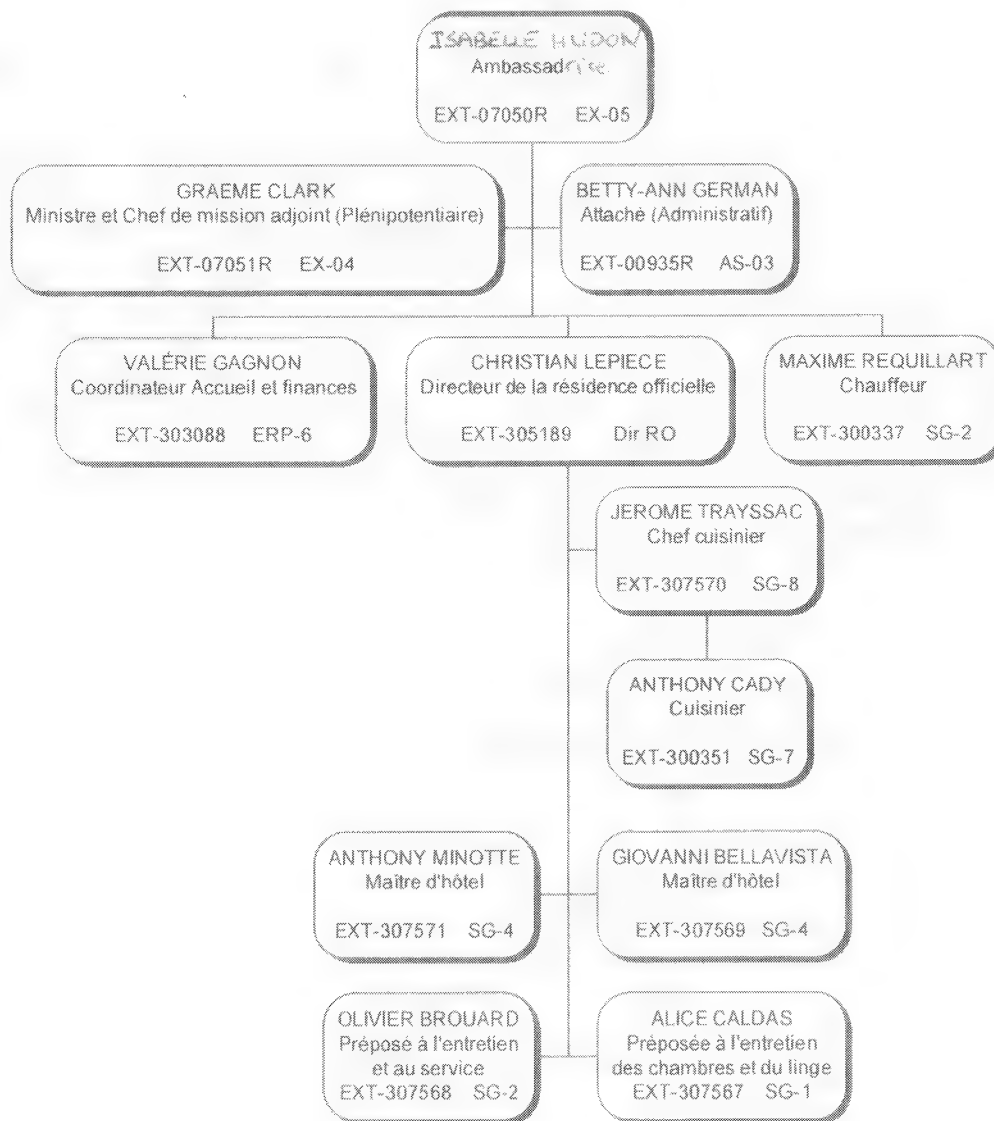 ISABELLE HUDON
Ambassadrice
EXT-07050R EX-05
GRAEME CLARK
Ministre et Chef de mission adjoint (Plénipotentiaire)
EXT-07051R EX-04
BETTY-ANN GERMAN
Attaché (Administratif)
EXT-00935R AS-03
VALÉRIE GAGNON
Coordinateur Accueil et finances
EXT-303088 ERP-6
CHRISTIAN LEPIECE
Directeur de la résidence officielle
EXT-305189 Dir RO
MAXIME REQUILLART
Chauffeur
EXT-300337 SG-2
JEROME TRAYSSAC
Chef cuisinier
EXT-307570 SG-8
ANTHONY CADY
Cuisinier
EXT-300351 SG-7
ANTHONY MINOTTE
Maître d'hôtel
EXT-307571 SG-4
GIOVANNI BELLAVISTA
Maître d'hôtel
EXT-307569 SG-4
OLIVIER BROUARD
Préposé à l'entretien
et au service
EXT-307568 SG-2
ALICE CALDAS
Préposée à l'entretien
des chambres et du linge
EXT-307567 SG-1